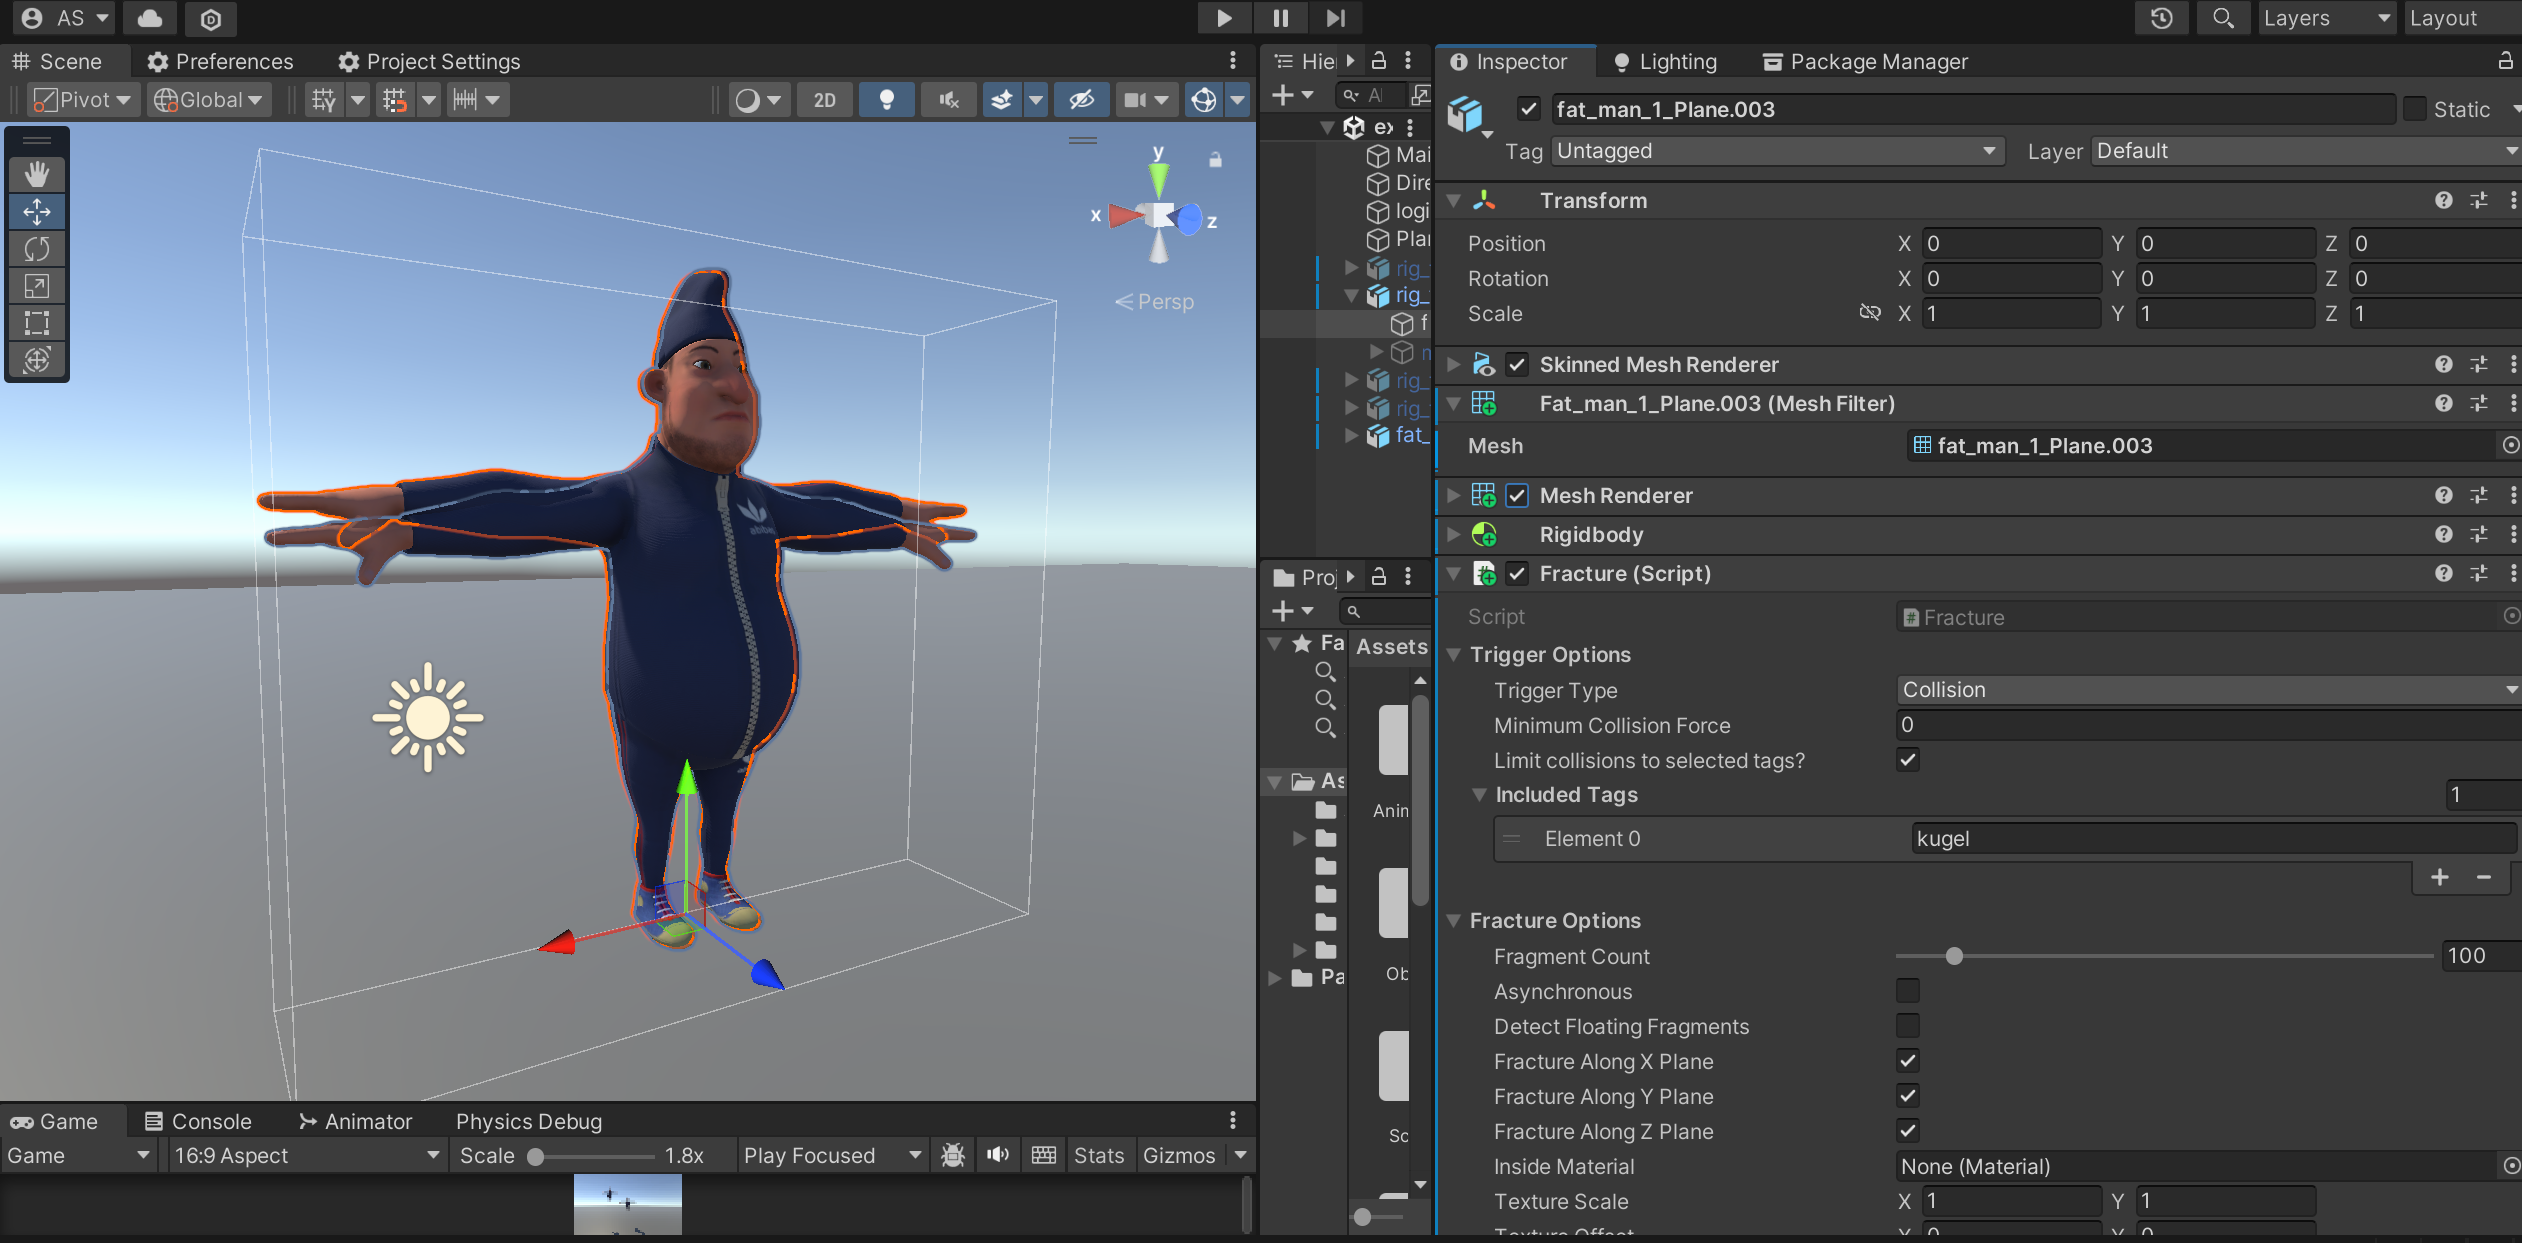 AS
Layers
Layout
Scene
Preferences
Project Settings
Pivot
Global
2D
y
x
z
Persp
Hie
ex
Mai
Dire
logi
Plan
rig_
rig_
f
rig_
rig_
fat_
Proj
Fa
Assets
As
Pa
Anin
Ob
Sc
Inspector
Lighting
Package Manager
fat_man_1_Plane.003
Static
Tag Untagged
Layer Default
Transform
Position X 0 Y 0 Z 0
Rotation X 0 Y 0 Z 0
Scale X 1 Y 1 Z 1
Skinned Mesh Renderer
Fat_man_1_Plane.003 (Mesh Filter)
Mesh fat_man_1_Plane.003
Mesh Renderer
Rigidbody
Fracture (Script)
Script Fracture
Trigger Options
Trigger Type Collision
Minimum Collision Force 0
Limit collisions to selected tags?
Included Tags 1
Element 0 kugel
Fracture Options
Fragment Count 100
Asynchronous
Detect Floating Fragments
Fracture Along X Plane
Fracture Along Y Plane
Fracture Along Z Plane
Inside Material None (Material)
Texture Scale X 1 Y 1
Texture Offset X 0 Y 0
Game
Console
Animator
Physics Debug
Game
16:9 Aspect
Scale 1.8x
Play Focused
Stats
Gizmos